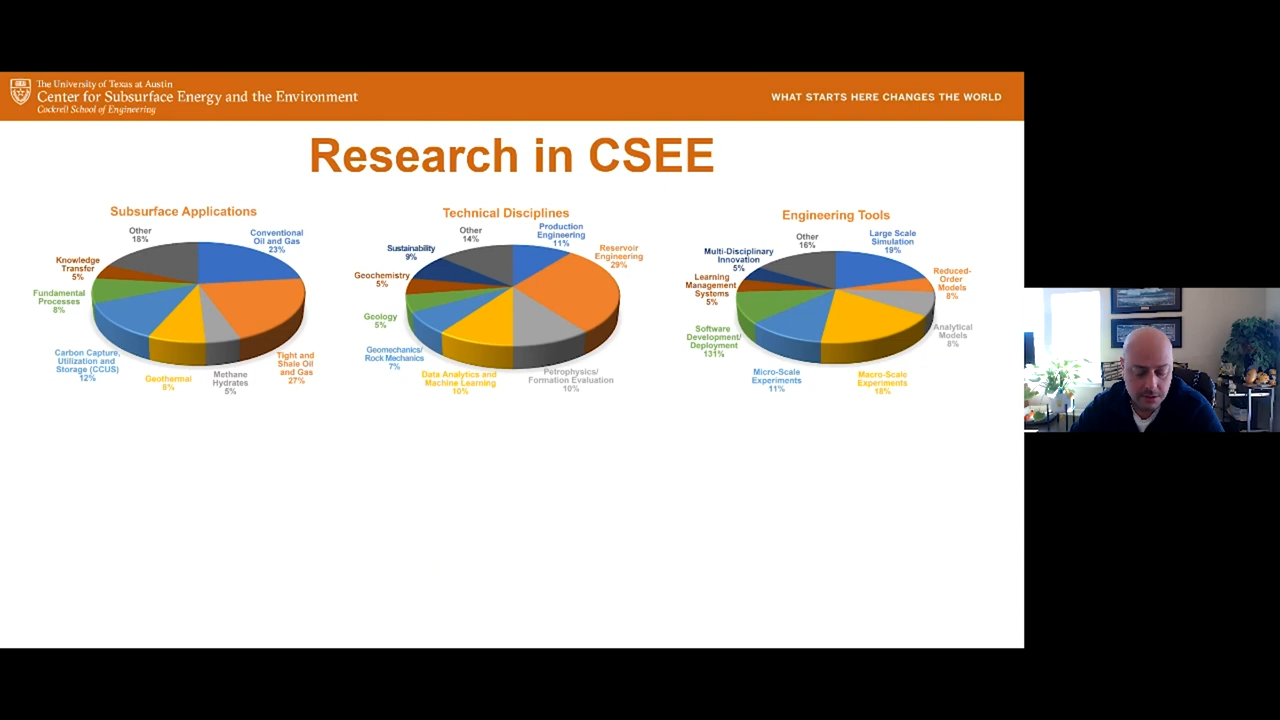 The University of Texas at Austin
Center for Subsurface Energy and the Environment
Cockrell School of Engineering
WHAT STARTS HERE CHANGES THE WORLD
Research in CSEE
Subsurface Applications
Other
18%
Conventional
Oil and Gas
23%
Knowledge
Transfer
5%
Fundamental
Processes
8%
Carbon Capture,
Utilization and
Storage (CCUS)
12%
Geothermal
8%
Methane
Hydrates
5%
Tight and
Shale Oil
and Gas
27%
Technical Disciplines
Other
14%
Production
Engineering
11%
Sustainability
9%
Reservoir
Engineering
29%
Geochemistry
5%
Geology
5%
Geomechanics/
Rock Mechanics
7%
Data Analytics and
Machine Learning
10%
Petrophysics/
Formation Evaluation
10%
Engineering Tools
Other
16%
Large Scale
Simulation
19%
Multi-Disciplinary
Innovation
5%
Reduced-
Order
Models
8%
Learning
Management
Systems
5%
Analytical
Models
8%
Software
Development/
Deployment
131%
Micro-Scale
Experiments
11%
Macro-Scale
Experiments
18%